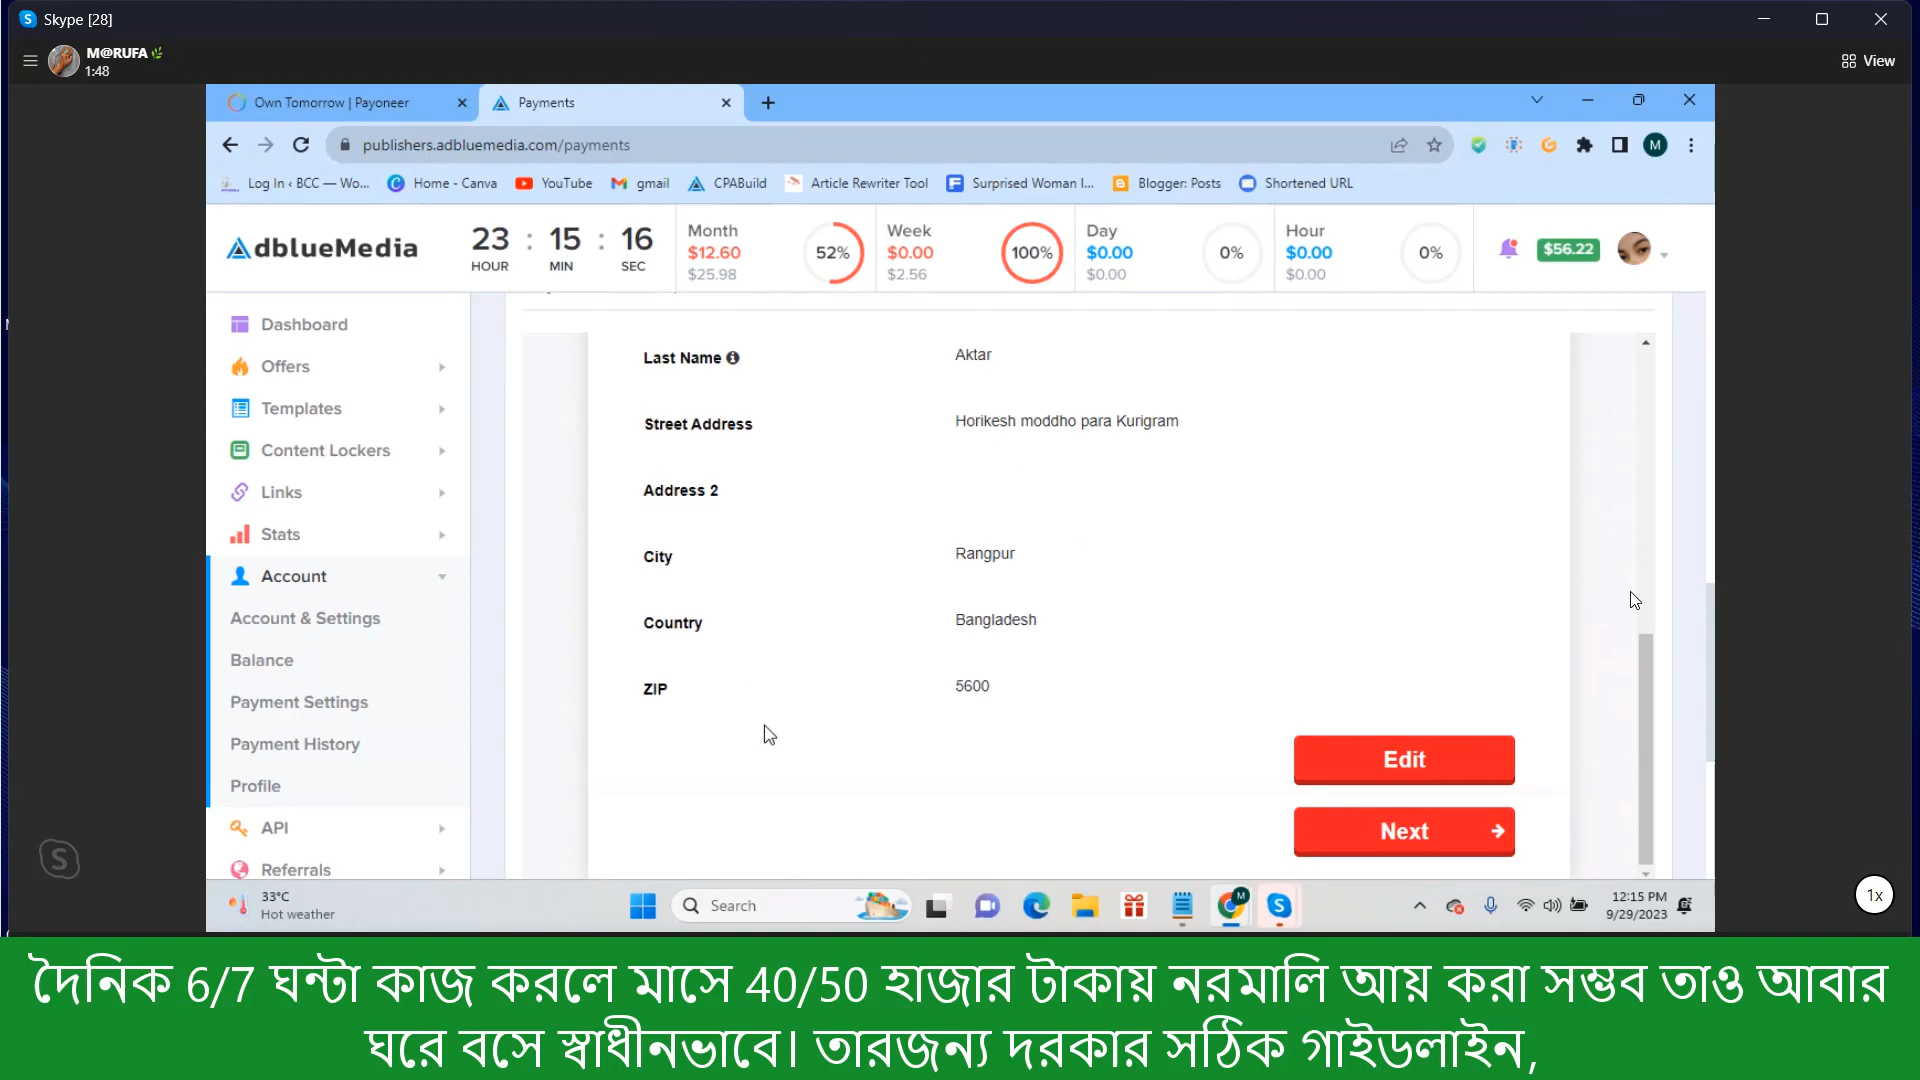 Skype [28]
M@RUFA
1:48
View
Own Tomorrow | Payoneer
Payments
publishers.adbluemedia.com/payments
Log In ‹ BCC — Wo...
Home - Canva
YouTube
gmail
CPABuild
Article Rewriter Tool
Surprised Woman I...
Blogger: Posts
Shortened URL
AdblueMedia
23 : 15 : 16
HOUR MIN SEC
Month
$12.60
$25.98
52%
Week
$0.00
$2.56
100%
Day
$0.00
$0.00
0%
Hour
$0.00
$0.00
0%
$56.22
Dashboard
Offers
Templates
Content Lockers
Links
Stats
Account
Account & Settings
Balance
Payment Settings
Payment History
Profile
API
Referrals
Last Name Aktar
Street Address Horikesh moddho para Kurigram
Address 2
City Rangpur
Country Bangladesh
ZIP 5600
Edit
Next
1x
33°C
Hot weather
Search
12:15 PM
9/29/2023
দৈনিক 6/7 ঘন্টা কাজ করলে মাসে 40/50 হাজার টাকায় নরমালি আয় করা সম্ভব তাও আবার
ঘরে বসে স্বাধীনভাবে। তারজন্য দরকার সঠিক গাইডলাইন,